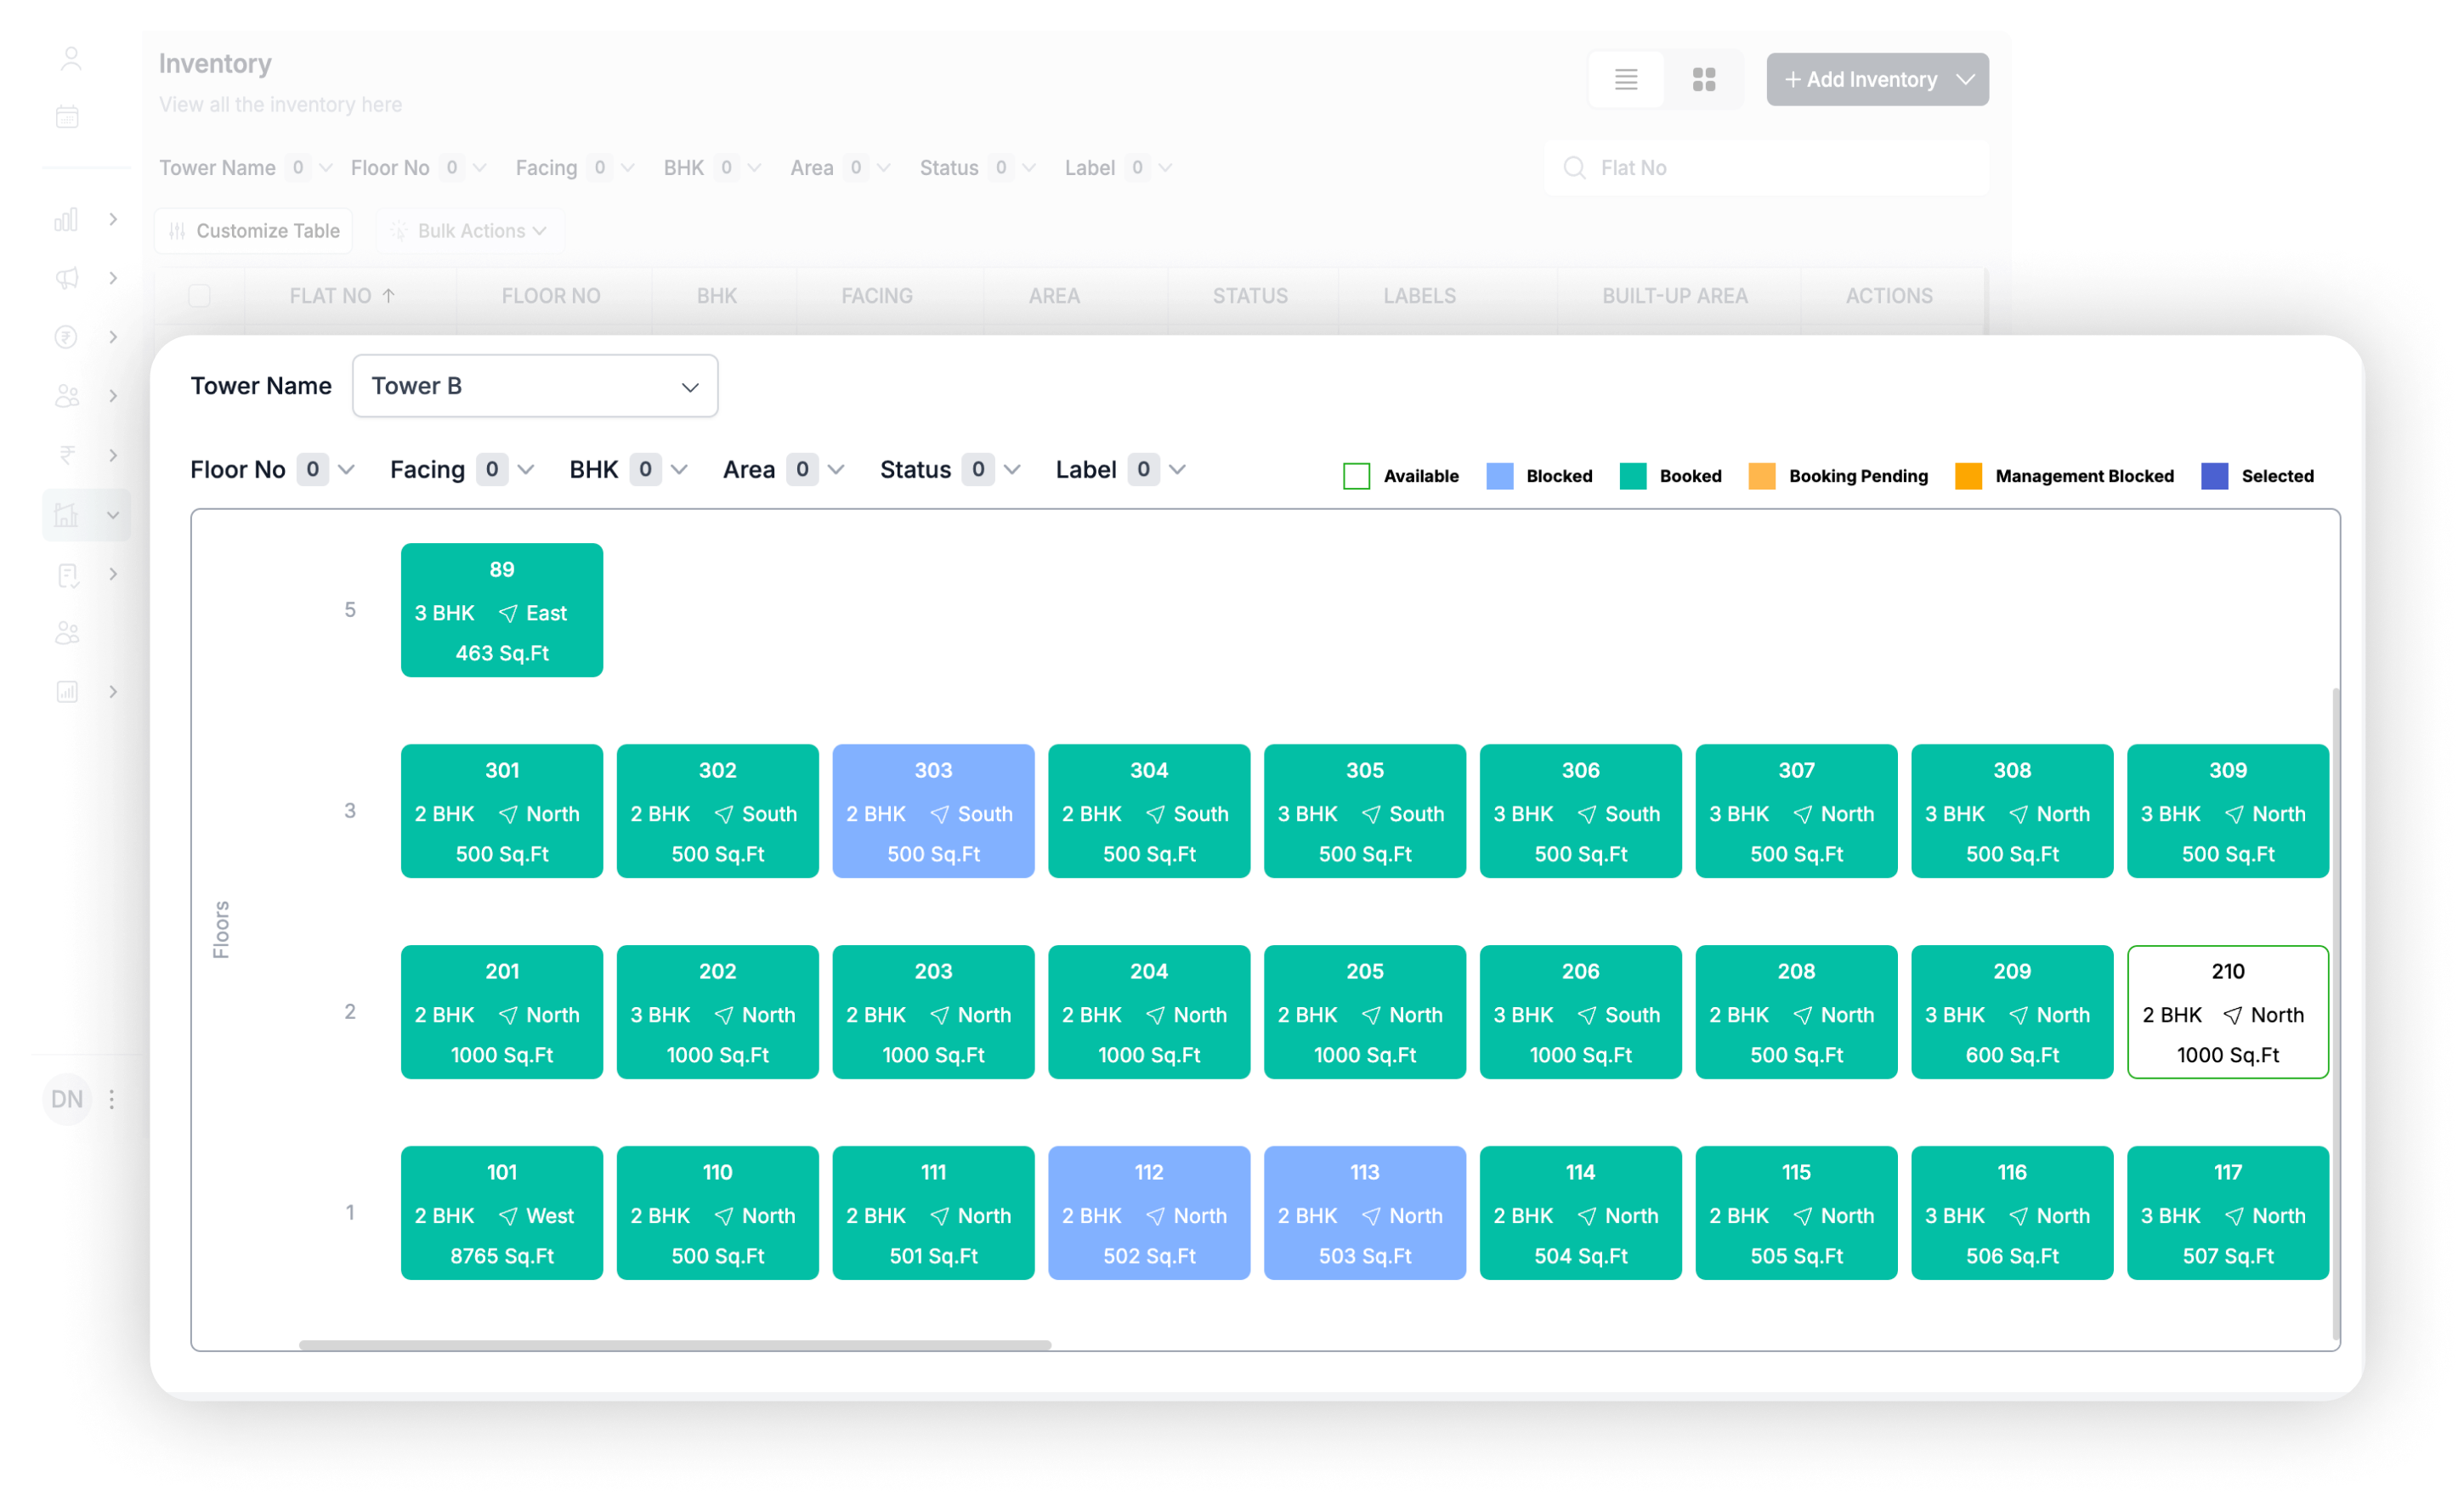 Inventory
View all the inventory here
+ Add Inventory
Tower Name 0 Floor No 0 Facing 0 BHK 0 Area 0 Status 0 Label 0
Flat No
Customize Table Bulk Actions
FLAT NO ↑ FLOOR NO BHK FACING AREA STATUS LABELS BUILT-UP AREA ACTIONS
Tower Name Tower B
Floor No 0 Facing 0 BHK 0 Area 0 Status 0 Label 0
Available Blocked Booked Booking Pending Management Blocked Selected
Floors
5
89
3 BHK East
463 Sq.Ft
3
301 302 303 304 305 306 307 308 309
2 BHK North 2 BHK South 2 BHK South 2 BHK South 3 BHK South 3 BHK South 3 BHK North 3 BHK North 3 BHK North
500 Sq.Ft 500 Sq.Ft 500 Sq.Ft 500 Sq.Ft 500 Sq.Ft 500 Sq.Ft 500 Sq.Ft 500 Sq.Ft 500 Sq.Ft
2
201 202 203 204 205 206 208 209 210
2 BHK North 3 BHK North 2 BHK North 2 BHK North 2 BHK North 3 BHK South 2 BHK North 3 BHK North 2 BHK North
1000 Sq.Ft 1000 Sq.Ft 1000 Sq.Ft 1000 Sq.Ft 1000 Sq.Ft 1000 Sq.Ft 500 Sq.Ft 600 Sq.Ft 1000 Sq.Ft
1
101 110 111 112 113 114 115 116 117
2 BHK West 2 BHK North 2 BHK North 2 BHK North 2 BHK North 2 BHK North 2 BHK North 3 BHK North 3 BHK North
8765 Sq.Ft 500 Sq.Ft 501 Sq.Ft 502 Sq.Ft 503 Sq.Ft 504 Sq.Ft 505 Sq.Ft 506 Sq.Ft 507 Sq.Ft
DN